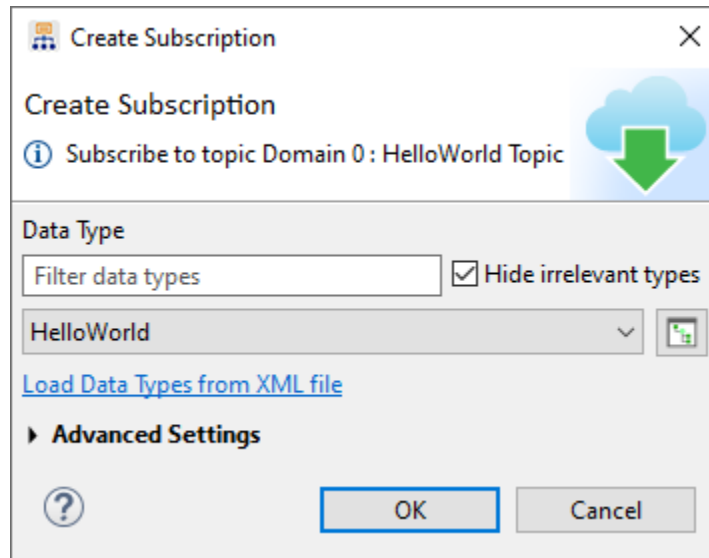 Create Subscription
Create Subscription
Subscribe to topic Domain 0 : HelloWorld Topic
Data Type
Filter data types
Hide irrelevant types
HelloWorld
Load Data Types from XML file
Advanced Settings
OK Cancel